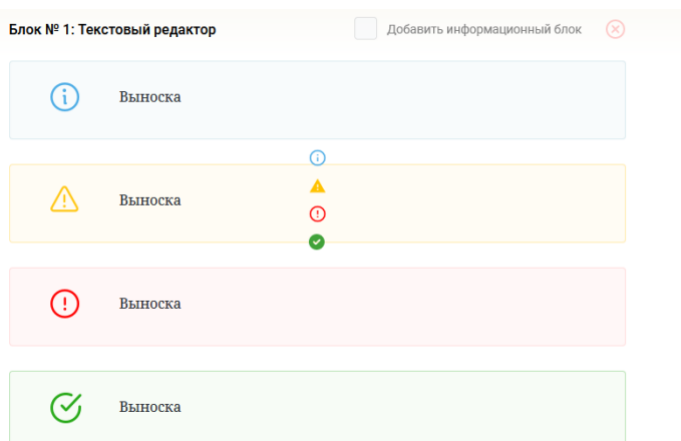 Блок № 1: Текстовый редактор Добавить информационный блок
Выноска
Выноска
Выноска
Выноска